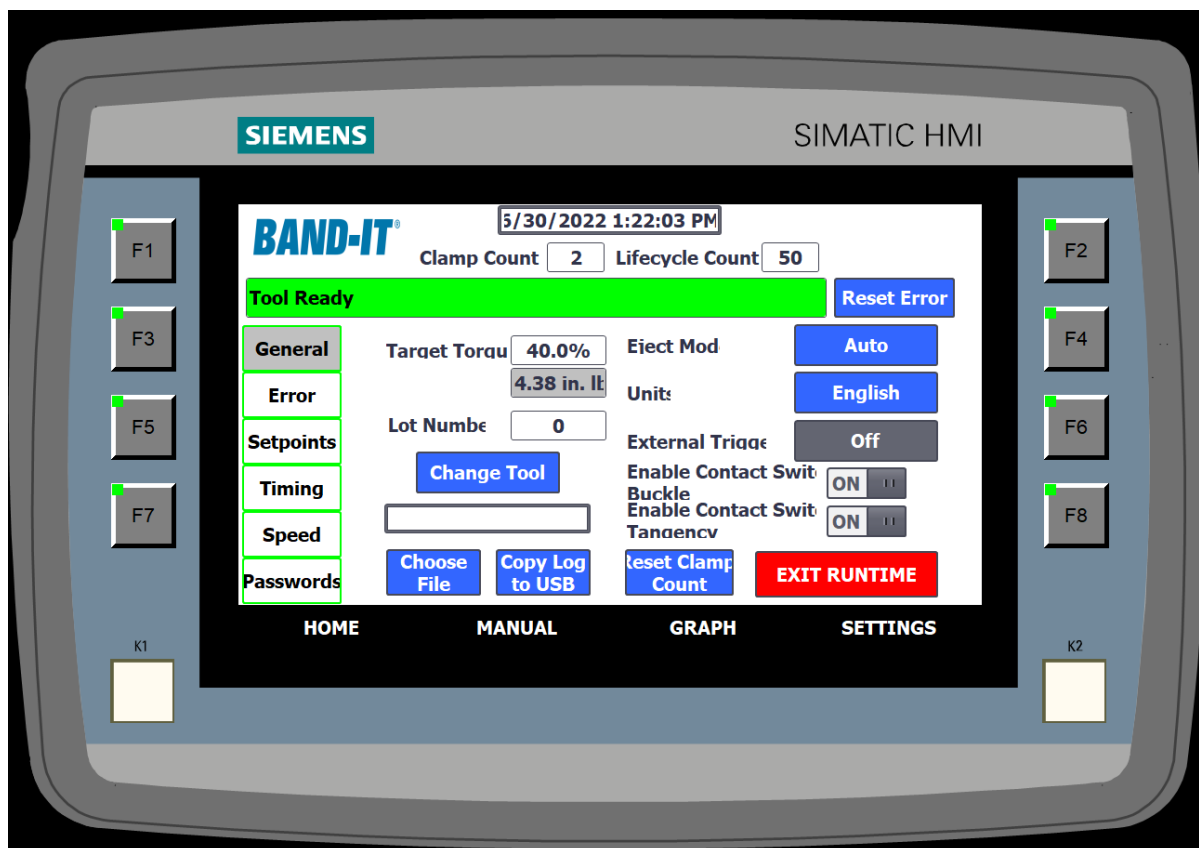 SIEMENS
SIMATIC HMI
BAND-IT®
5/30/2022 1:22:03 PM
Clamp Count 2 Lifecycle Count 50
Tool Ready
Reset Error
F1
F3
F5
F7
F2
F4
F6
F8
General
Error
Setpoints
Timing
Speed
Passwords
Target Torqu 40.0%
4.38 in. lb
Lot Numbe 0
Change Tool
Choose
File
Copy Log
to USB
Eject Mod Auto
Units English
External Trigge Off
Enable Contact Swit
Buckle
ON
Enable Contact Swit
Tangency
ON
Reset Clamp
Count
EXIT RUNTIME
HOME MANUAL GRAPH SETTINGS
K1
K2